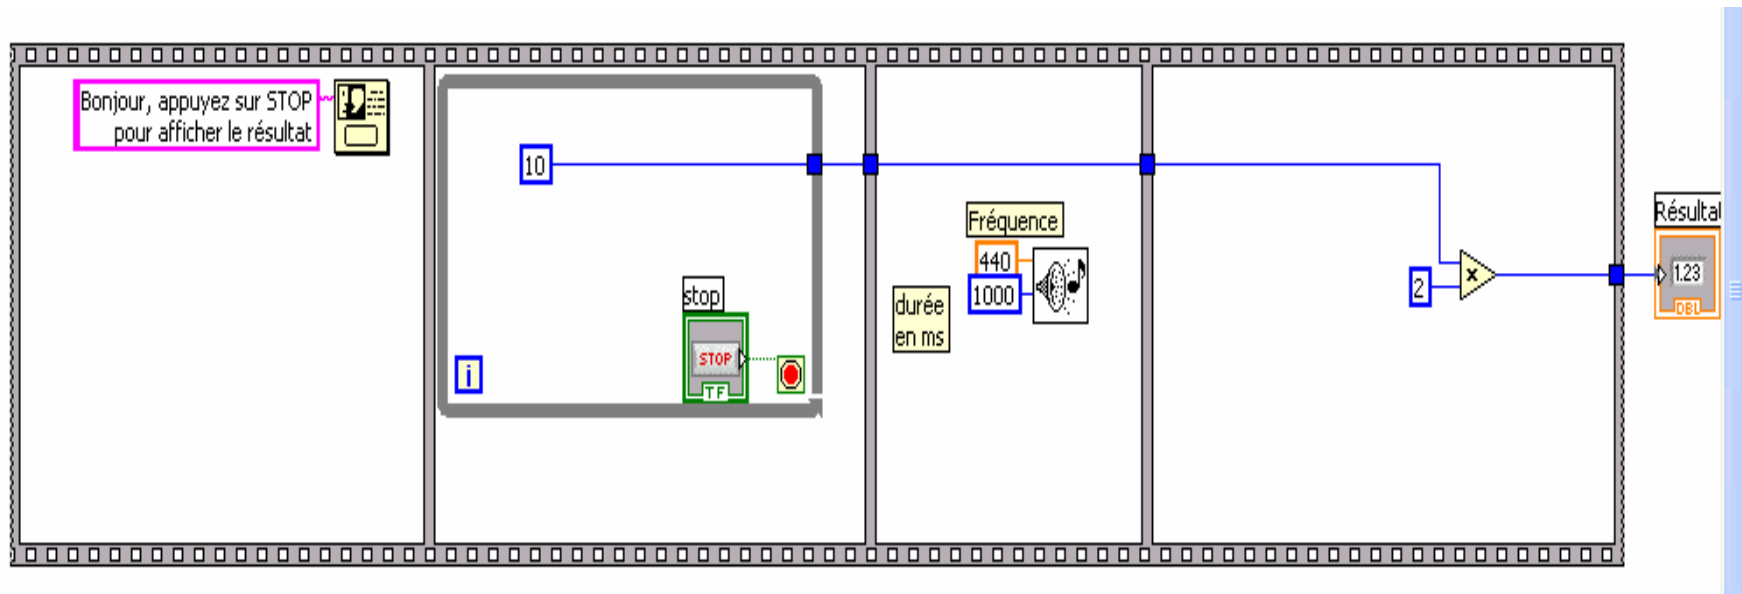 Bonjour, appuyez sur STOP
pour afficher le résultat
10
stop
STOP
TF
i
Fréquence
440
1000
durée
en ms
2
x
Résultat
1.23
DBL